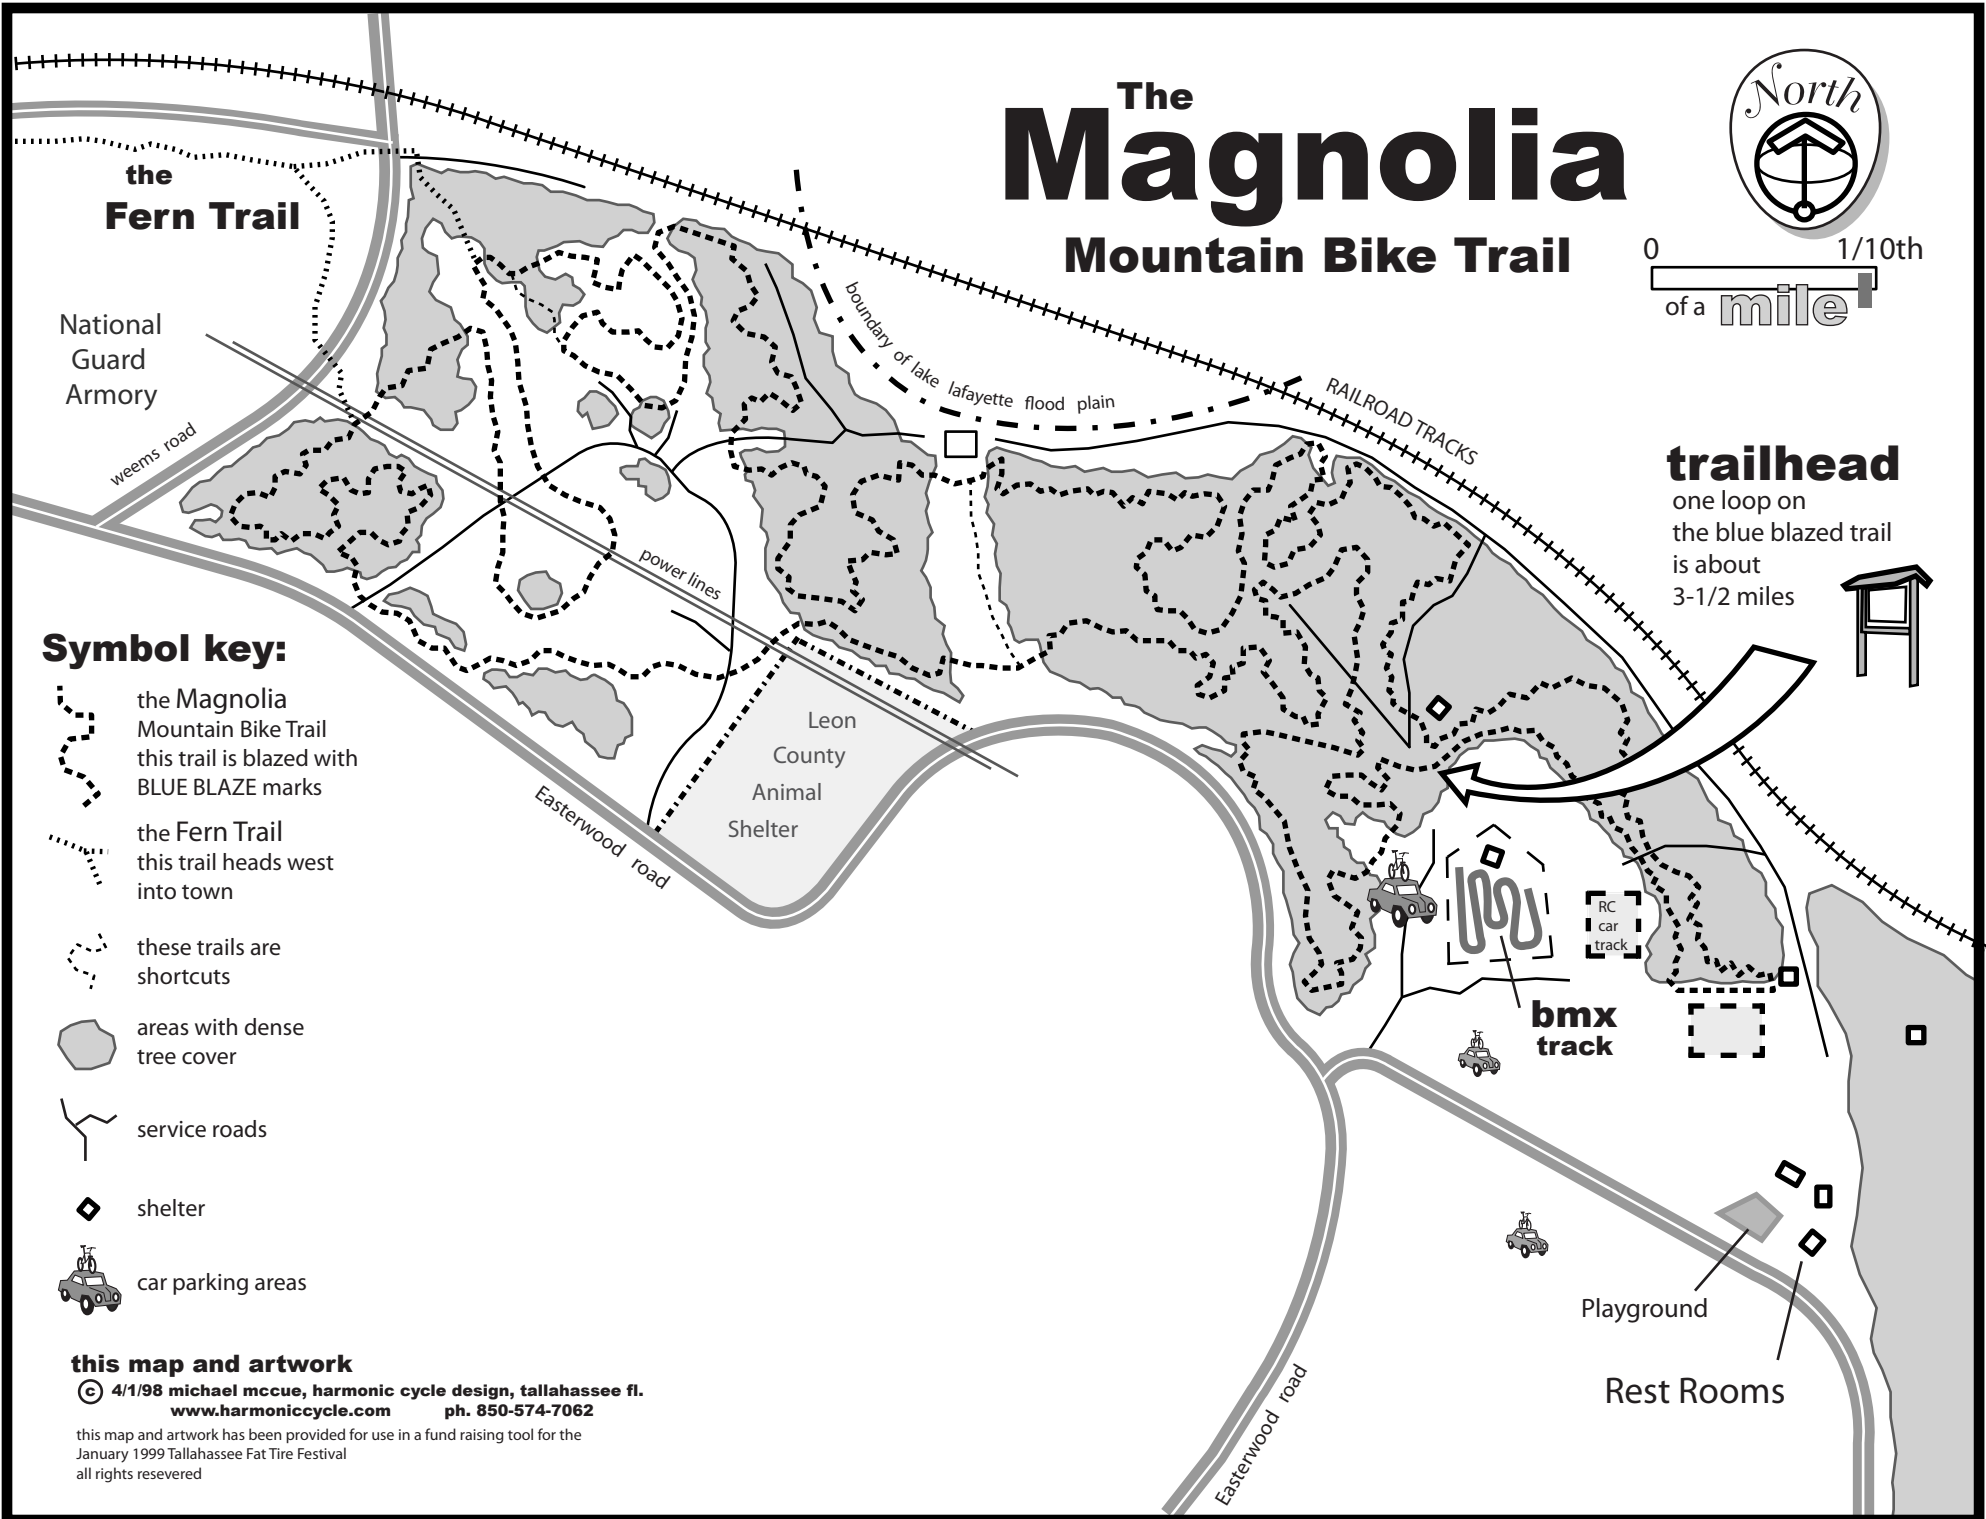 The
Magnolia
Mountain Bike Trail
North
0 1/10th
of a mile
the
Fern Trail
National
Guard
Armory
weems road
boundary of lake lafayette flood plain
RAILROAD TRACKS
trailhead
one loop on
the blue blazed trail
is about
3-1/2 miles
power lines
Leon
County
Animal
Shelter
Easterwood road
RC
car
track
bmx
track
Playground
Rest Rooms
Easterwood road
Symbol key:
the Magnolia
Mountain Bike Trail
this trail is blazed with
BLUE BLAZE marks
the Fern Trail
this trail heads west
into town
these trails are
shortcuts
areas with dense
tree cover
service roads
shelter
car parking areas
this map and artwork
© 4/1/98 michael mccue, harmonic cycle design, tallahassee fl.
www.harmoniccycle.com ph. 850-574-7062
this map and artwork has been provided for use in a fund raising tool for the
January 1999 Tallahassee Fat Tire Festival
all rights resevered